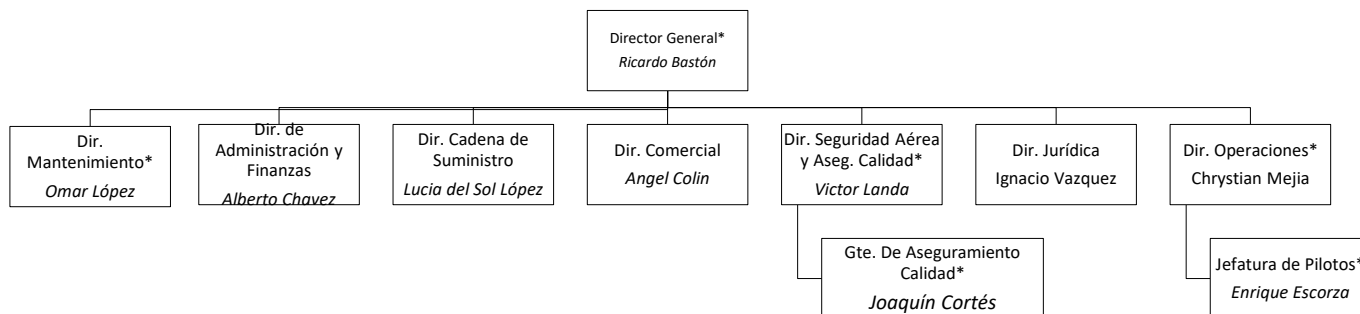 Director General*
Ricardo Bastón
Dir.
Mantenimiento*
Omar López
Dir. de
Administración y
Finanzas
Alberto Chavez
Dir. Cadena de
Suministro
Lucia del Sol López
Dir. Comercial
Angel Colin
Dir. Seguridad Aérea
y Aseg. Calidad*
Victor Landa
Dir. Jurídica
Ignacio Vazquez
Dir. Operaciones*
Chrystian Mejia
Gte. De Aseguramiento
Calidad*
Joaquín Cortés
Jefatura de Pilotos*
Enrique Escorza